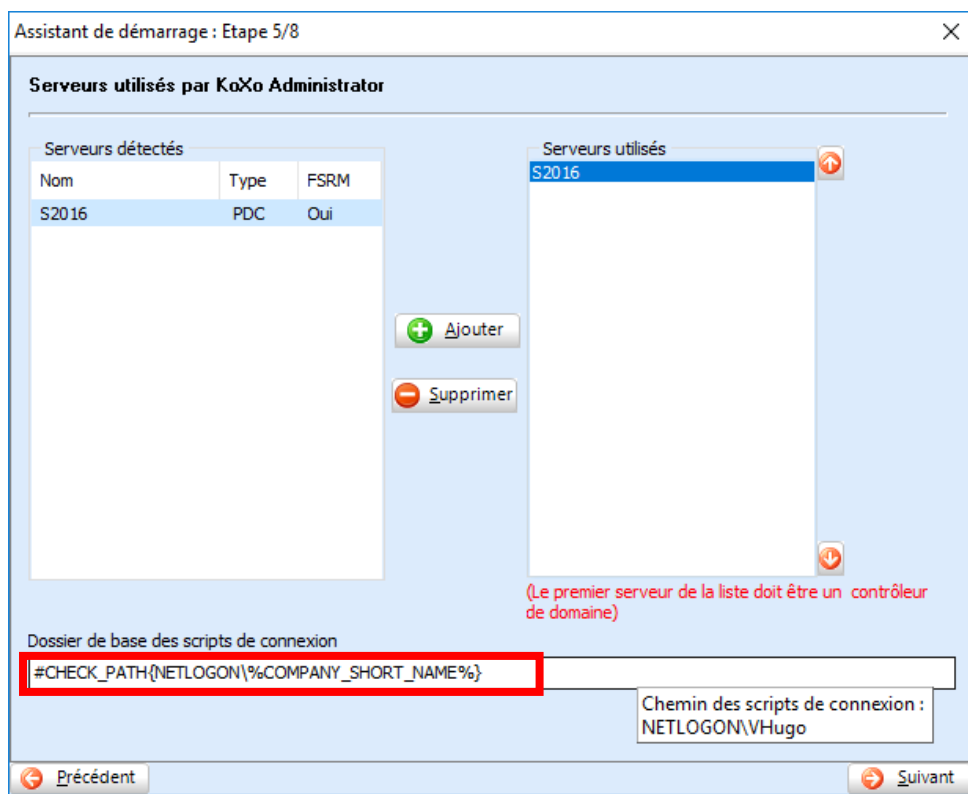 Assistant de démarrage : Etape 5/8
Serveurs utilisés par KoXo Administrator
Serveurs détectés
Nom Type FSRM
S2016 PDC Oui
Serveurs utilisés
S2016
Ajouter
Supprimer
(Le premier serveur de la liste doit être un contrôleur
de domaine)
Dossier de base des scripts de connexion
#CHECK_PATH{NETLOGON\%COMPANY_SHORT_NAME%}
Chemin des scripts de connexion :
NETLOGON\VHugo
Précédent
Suivant